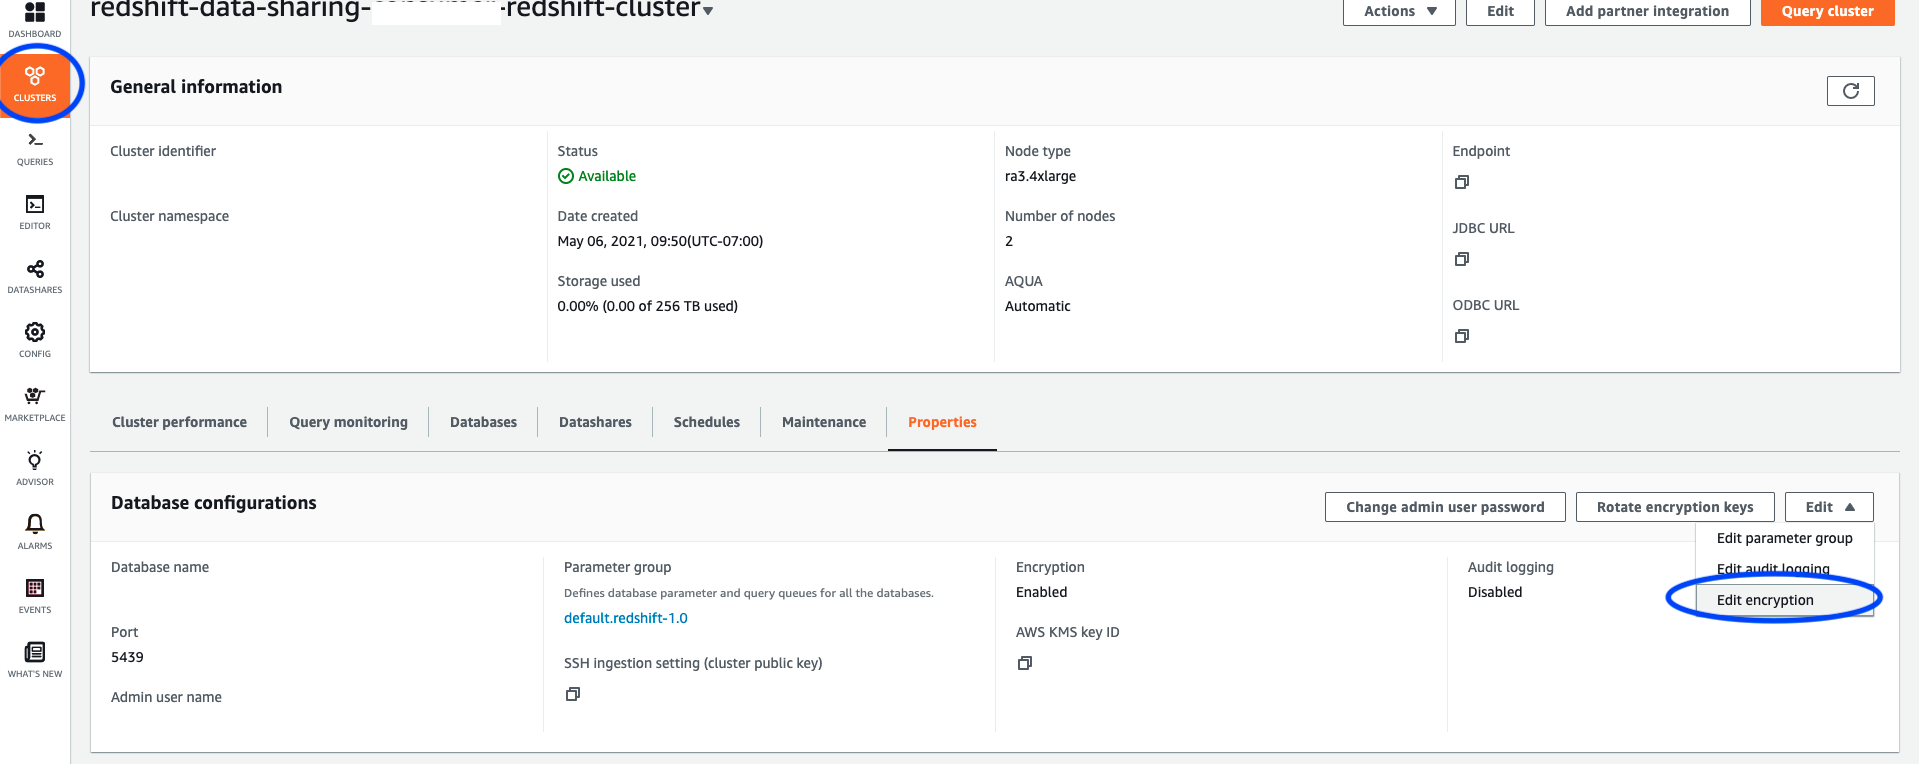 redshift-data-sharing- -redshift-cluster
Actions
Edit
Add partner integration
Query cluster
DASHBOARD
CLUSTERS
QUERIES
EDITOR
DATASHARES
CONFIG
MARKETPLACE
ADVISOR
ALARMS
EVENTS
WHAT'S NEW
General information
Cluster identifier
Cluster namespace
Status
Available
Date created
May 06, 2021, 09:50(UTC-07:00)
Storage used
0.00% (0.00 of 256 TB used)
Node type
ra3.4xlarge
Number of nodes
2
AQUA
Automatic
Endpoint
JDBC URL
ODBC URL
Cluster performance
Query monitoring
Databases
Datashares
Schedules
Maintenance
Properties
Database configurations
Change admin user password
Rotate encryption keys
Edit
Edit parameter group
Edit audit logging
Edit encryption
Database name
Port
5439
Admin user name
Parameter group
Defines database parameter and query queues for all the databases.
default.redshift-1.0
SSH ingestion setting (cluster public key)
Encryption
Enabled
AWS KMS key ID
Audit logging
Disabled